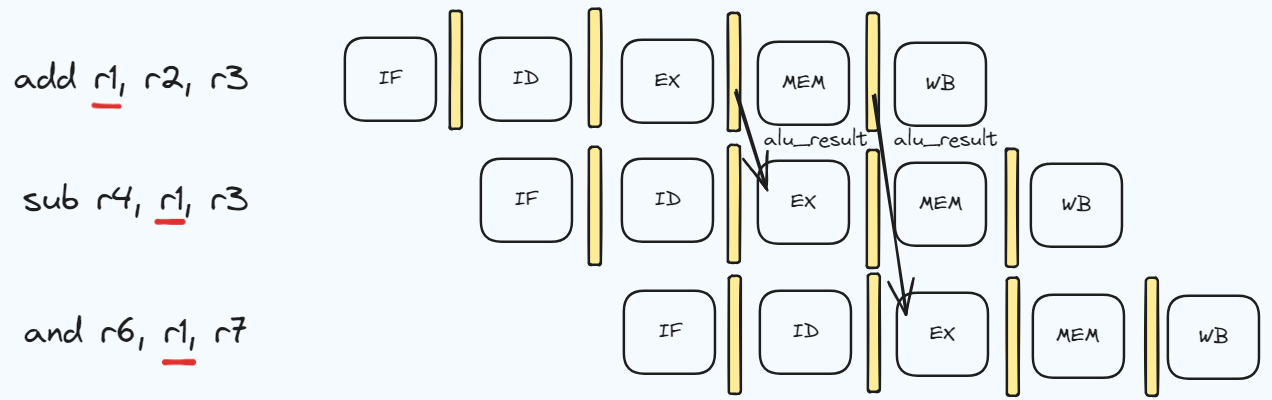 add r1, r2, r3 IF ID EX MEM WB
alu_result alu_result
sub r4, r1, r3 IF ID EX MEM WB
and r6, r1, r7 IF ID EX MEM WB